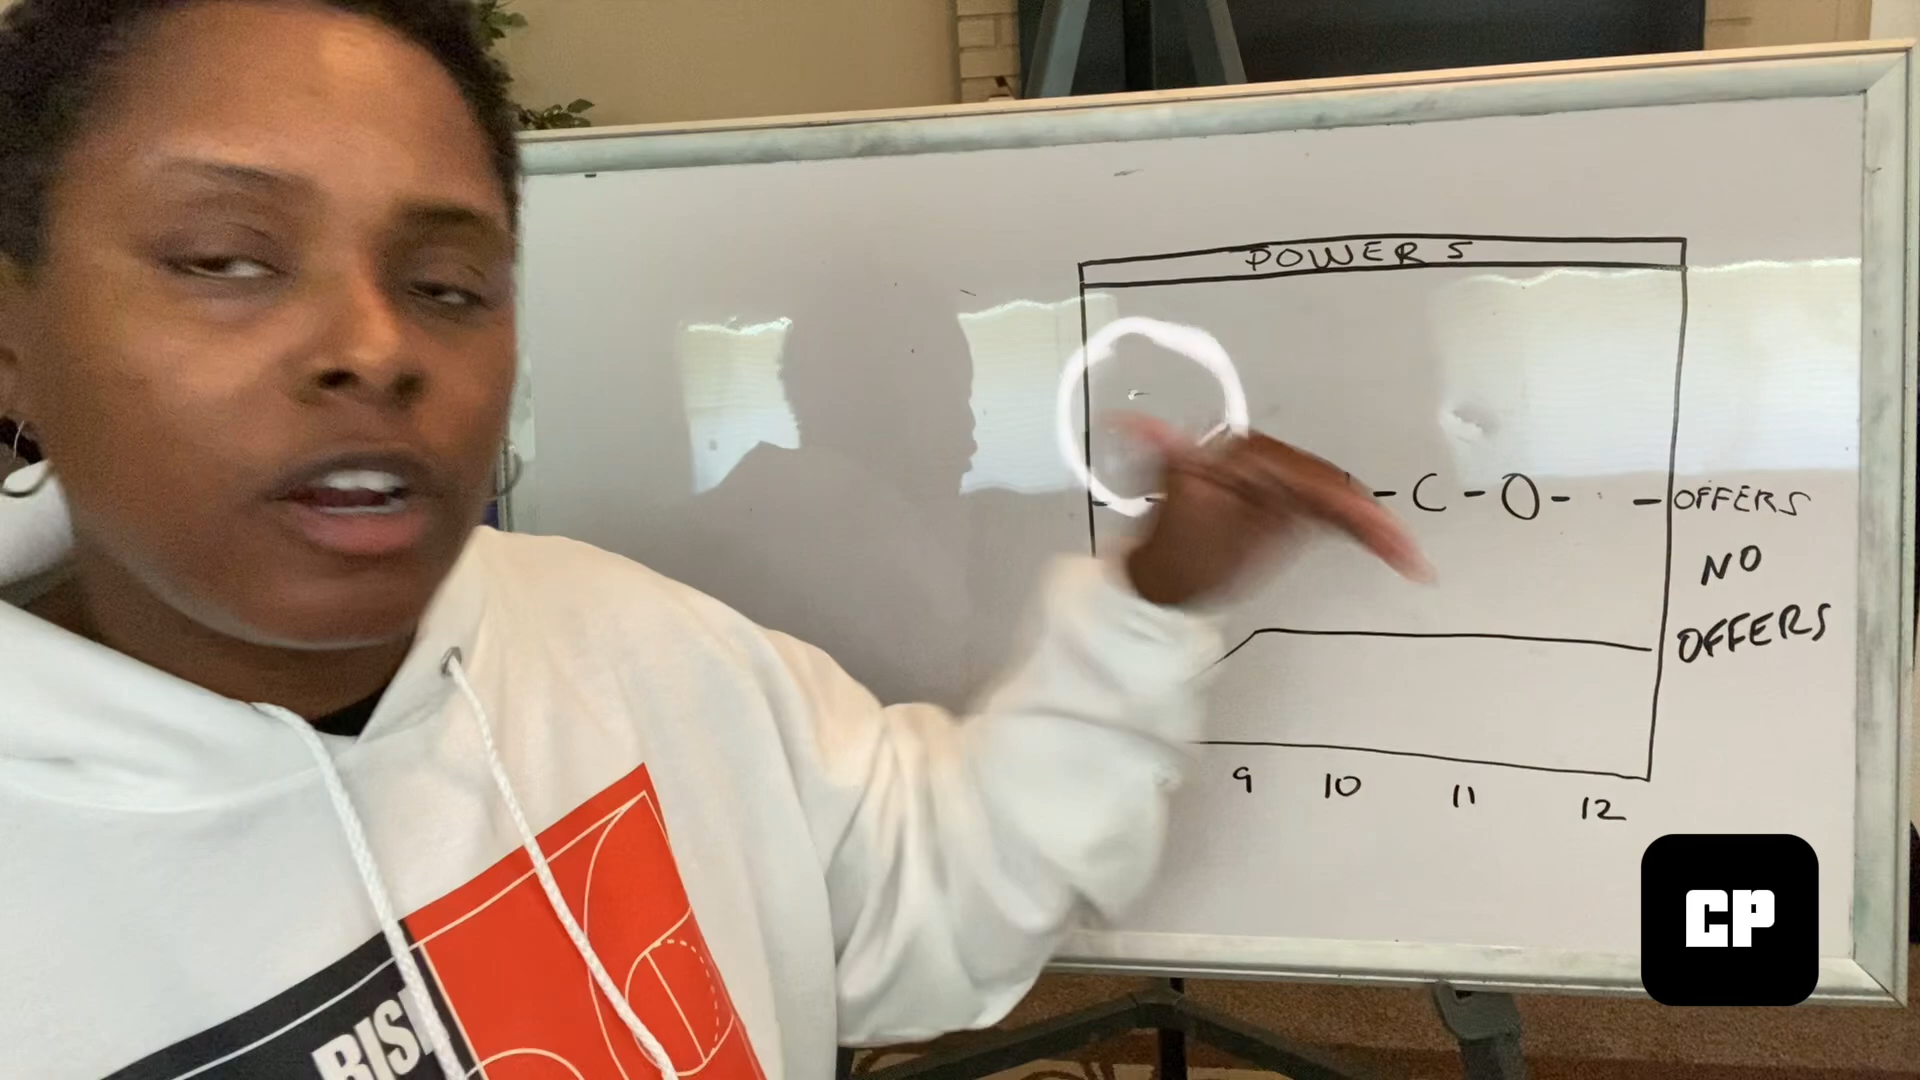 POWER 5
- C - O - - OFFERS
NO
OFFERS
9 10 11 12
CP